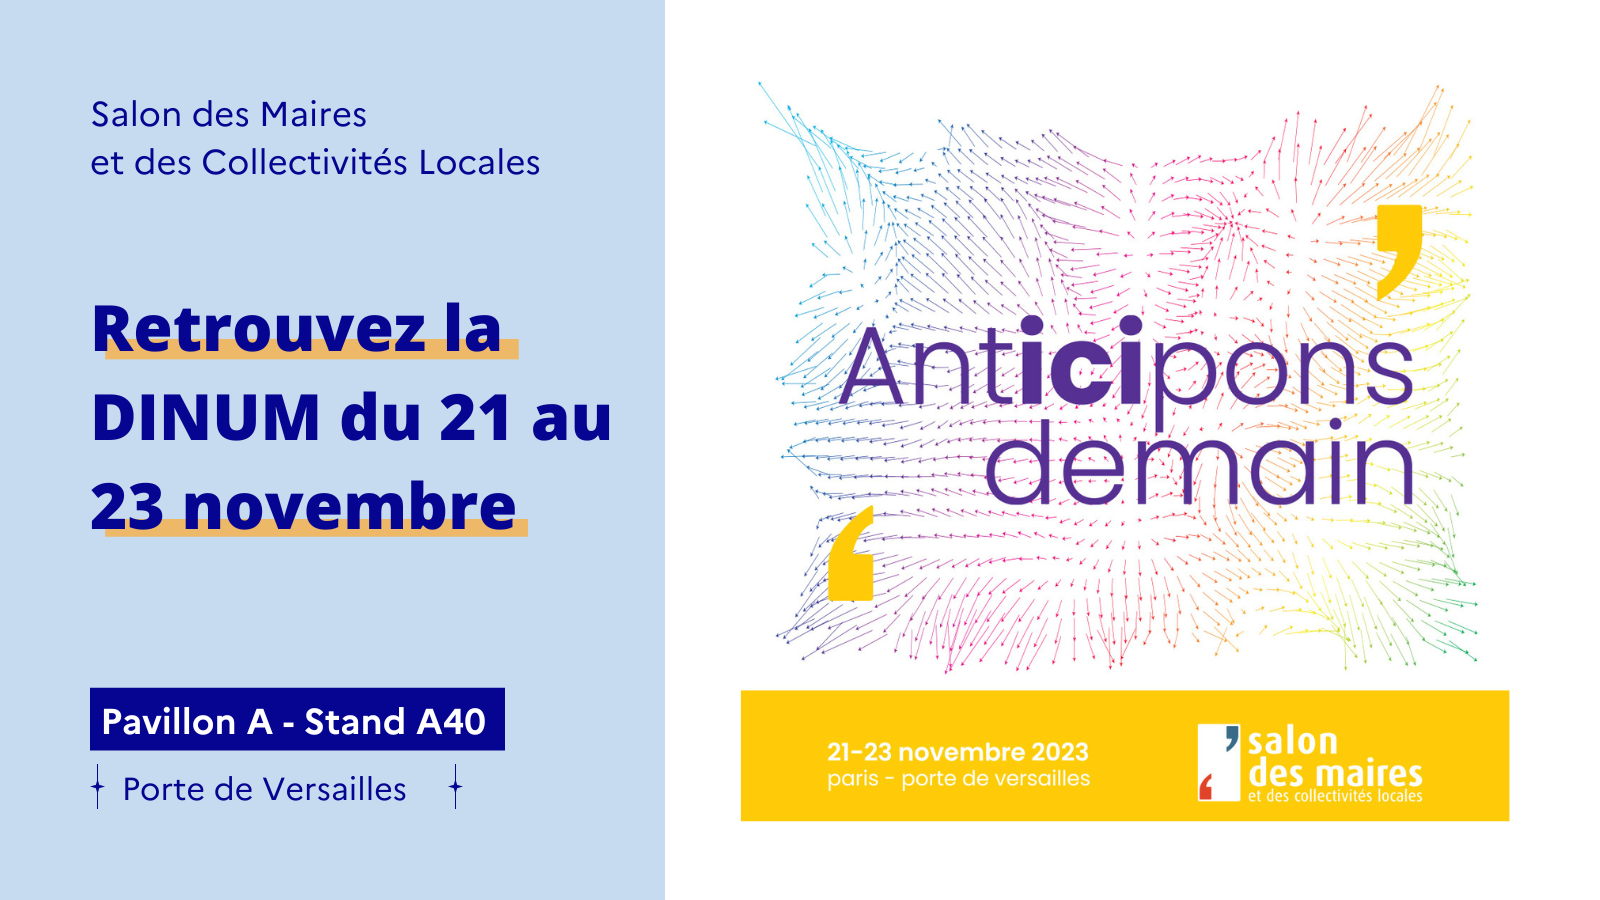 Salon des Maires
et des Collectivités Locales
Retrouvez la
DINUM du 21 au
23 novembre
Pavillon A - Stand A40
Porte de Versailles
’
Anticipons
demain
‘
21-23 novembre 2023
paris - porte de versailles
salon
des maires
et des collectivités locales